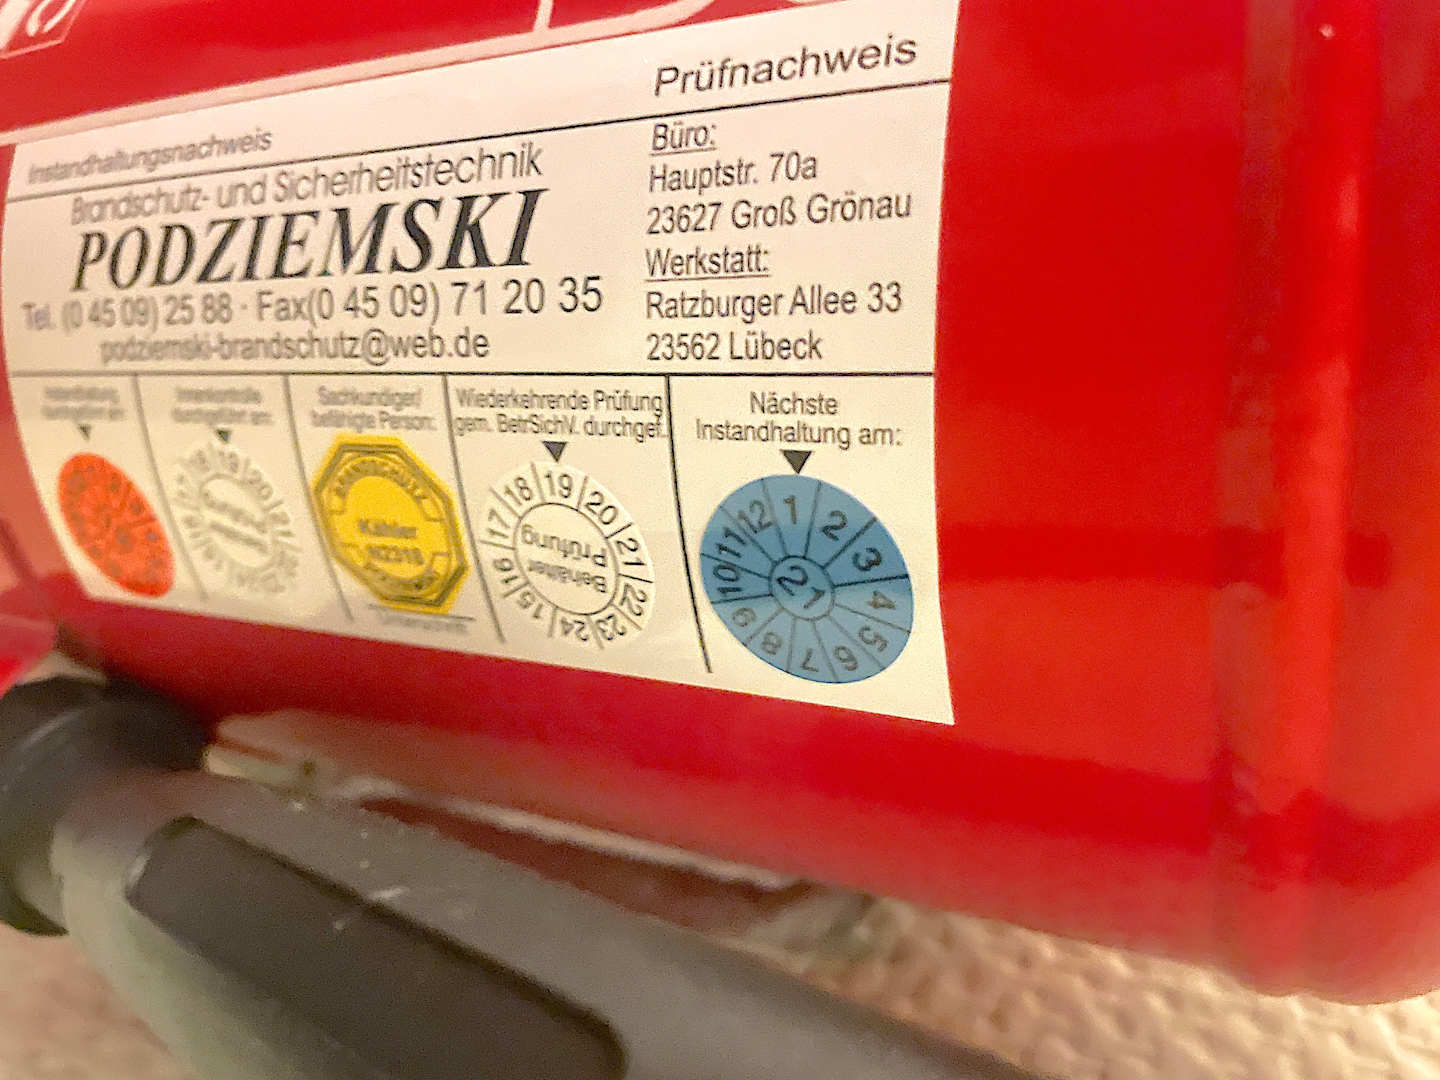 Prüfnachweis
Instandhaltungsnachweis
Brandschutz- und Sicherheitstechnik
PODZIEMSKI
Tel. (0 45 09) 25 88 · Fax(0 45 09) 71 20 35
podziemski-brandschutz@web.de
Büro:
Hauptstr. 70a
23627 Groß Grönau
Werkstatt:
Ratzburger Allee 33
23562 Lübeck
Sachkundiger/
befähigte Person:
BRANDSCHUTZ
Wiederkehrende Prüfung
gem. BetrSichV. durchgef.
15 16 17 18 19 20 21 22 23 24
Behälter
Prüfung
Nächste
Instandhaltung am:
1 2 3 4 5 6 7 8 9 10 11 12
21